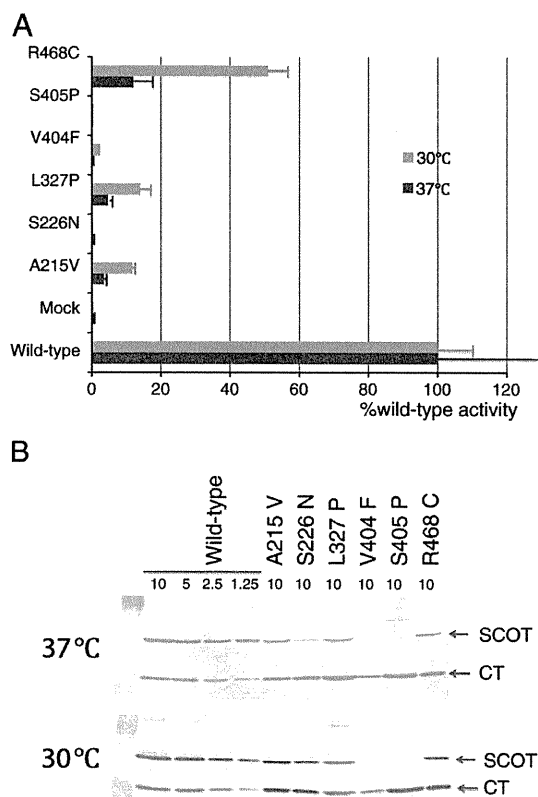 A
R468C
S405P
V404F
L327P
S226N
A215V
Mock
Wild-type
30°C
37°C
0 20 40 60 80 100 120
%wild-type activity
B
Wild-type A215 V S226 N L327 P V404 F S405 P R468 C
10 5 2.5 1.25 10 10 10 10 10 10
37°C
← SCOT
← CT
30°C
← SCOT
← CT